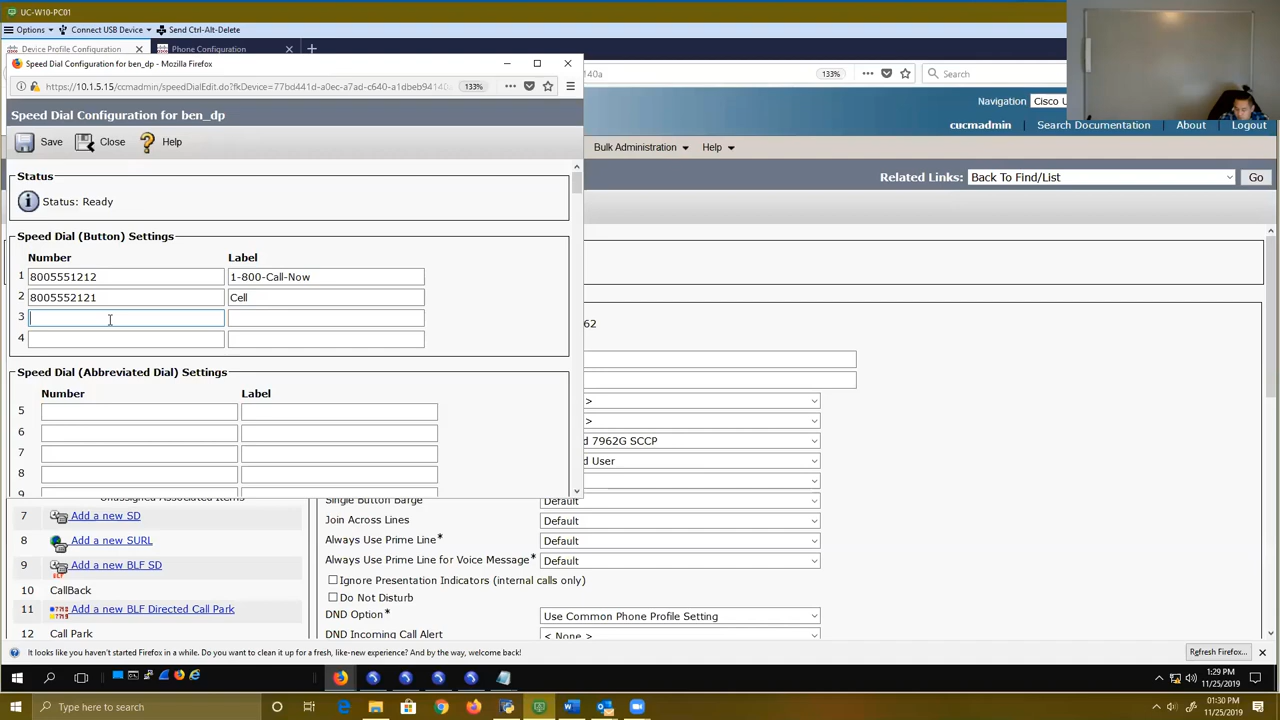 UC-W10-PC01
Options Connect USB Device Send Ctrl-Alt-Delete
Device Profile Configuration Phone Configuration
Speed Dial Configuration for ben_dp - Mozilla Firefox
https://10.1.5.15/ccmadmin/speedDialEdit.do?fkDevice=77bd441d-a0ec-a7ad-c640-a1dbeb94140 133%
140a 133% Search
Speed Dial Configuration for ben_dp
Navigation Cisco U
cucmadmin Search Documentation About Logout
Save Close Help
Bulk Administration Help
Related Links: Back To Find/List Go
Status
Status: Ready
Speed Dial (Button) Settings
Number Label
1 8005551212 1-800-Call-Now
2 8005552121 Cell
3
4
62
Speed Dial (Abbreviated Dial) Settings
Number Label
5
6
7
8
9
>
>
d 7962G SCCP
d User
Unassigned Associated Items
7 Add a new SD
8 Add a new SURL
9 Add a new BLF SD
10 CallBack
11 Add a new BLF Directed Call Park
12 Call Park
Single Button Barge Default
Join Across Lines Default
Always Use Prime Line* Default
Always Use Prime Line for Voice Message* Default
Ignore Presentation Indicators (internal calls only)
Do Not Disturb
DND Option* Use Common Phone Profile Setting
DND Incoming Call Alert < None >
It looks like you haven't started Firefox in a while. Do you want to clean it up for a fresh, like-new experience? And by the way, welcome back! Refresh Firefox...
1:29 PM
11/25/2019
Type here to search
01:30 PM
11/25/2019